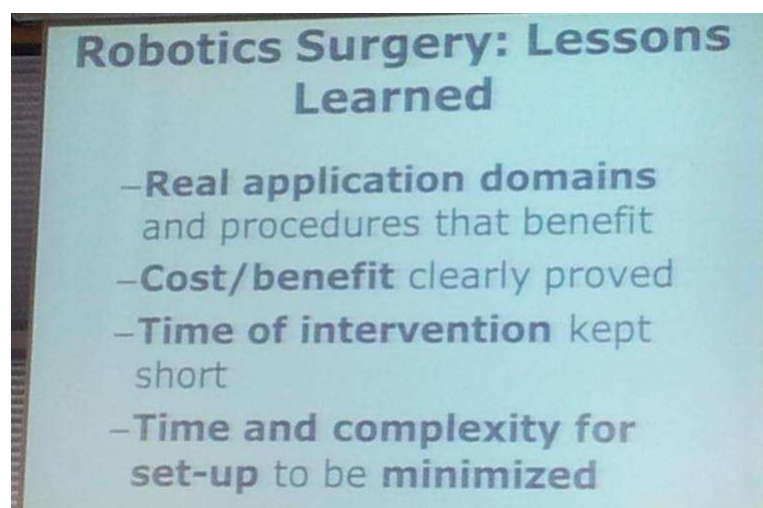 Robotics Surgery: Lessons
Learned
–Real application domains
and procedures that benefit
–Cost/benefit clearly proved
–Time of intervention kept
short
–Time and complexity for
set-up to be minimized